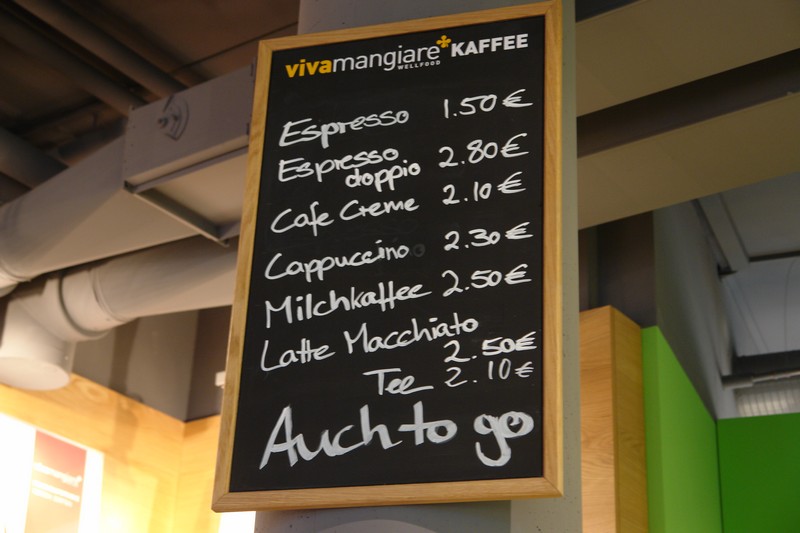 vivamangiare KAFFEE
WELLFOOD
Espresso 1.50 €
Espresso doppio 2.80 €
Cafe Creme 2.10 €
Cappuccino 2.30 €
Milchkaffee 2.50 €
Latte Macchiato
2.50 €
Tee 2.10 €
Auch to go
vivamangiare